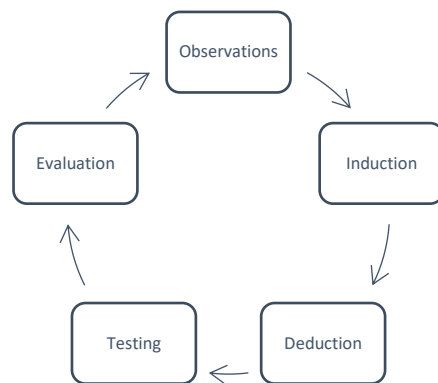 Observations
Induction
Deduction
Testing
Evaluation